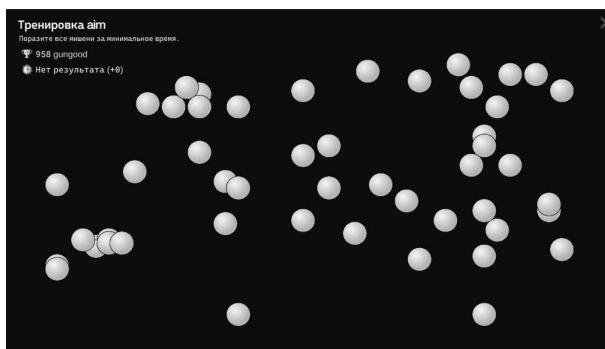 Тренировка aim
Поразите все мишени за минимальное время.
958 gungood
Нет результата (+0)